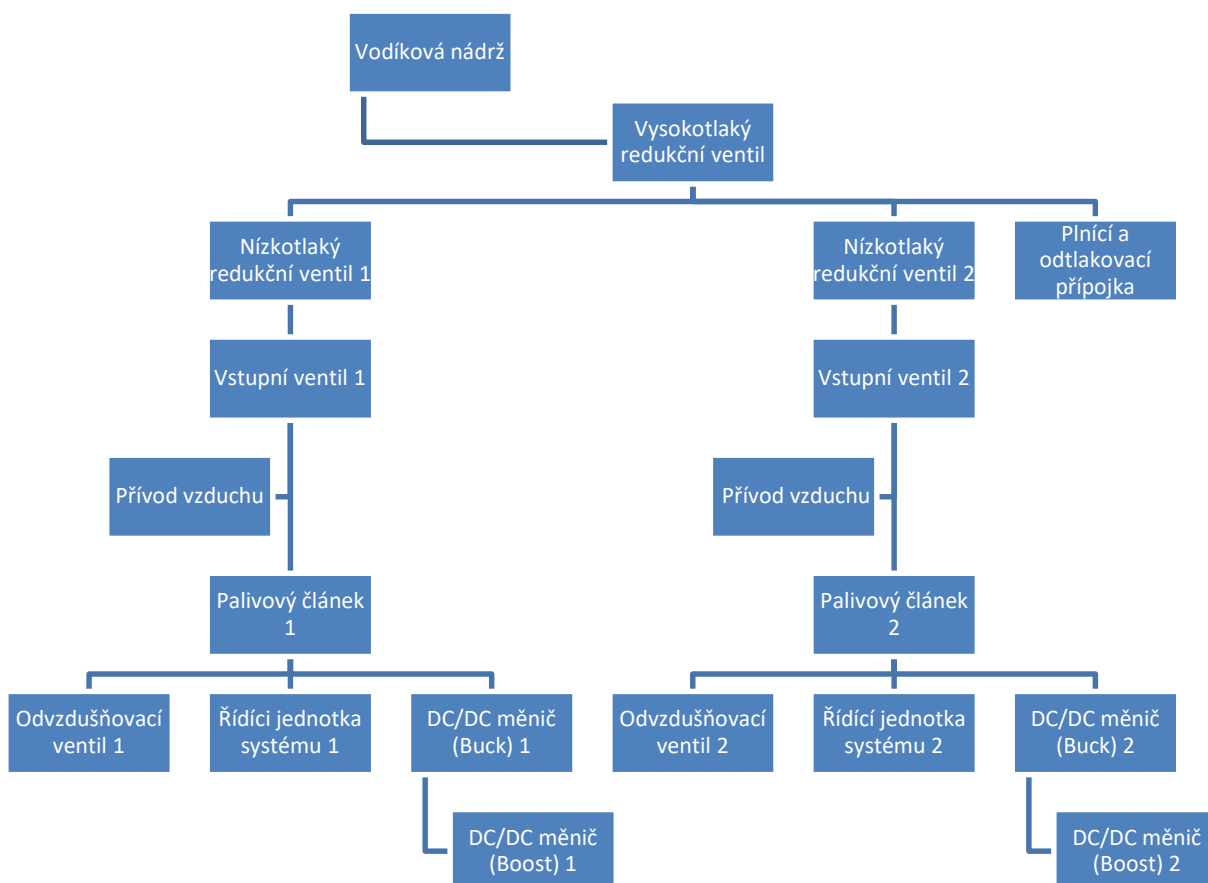 Vodíková nádrž
Vysokotlaký
redukční ventil
Nízkotlaký
redukční ventil 1
Nízkotlaký
redukční ventil 2
Plnící a
odtlakovací
přípojka
Vstupní ventil 1
Vstupní ventil 2
Přívod vzduchu
Přívod vzduchu
Palivový článek
1
Palivový článek
2
Odvzdušňovací
ventil 1
Řídíci jednotka
systému 1
DC/DC měnič
(Buck) 1
Odvzdušňovací
ventil 2
Řídící jednotka
systému 2
DC/DC měnič
(Buck) 2
DC/DC měnič
(Boost) 1
DC/DC měnič
(Boost) 2